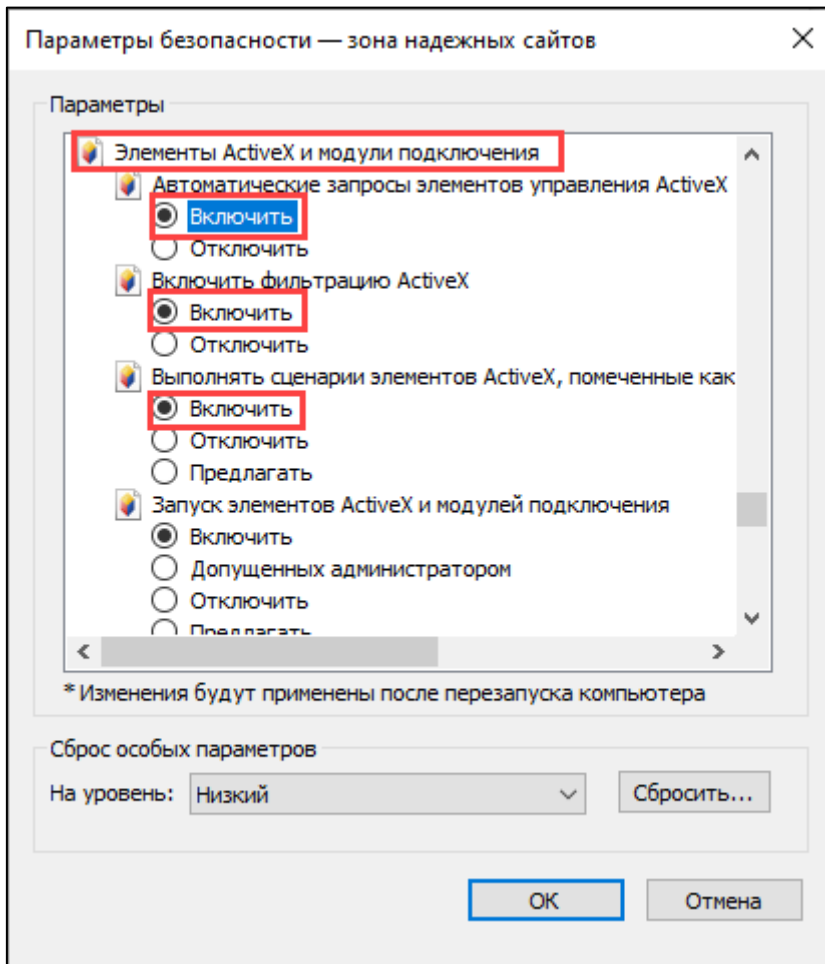 Параметры безопасности — зона надежных сайтов
Параметры
Элементы ActiveX и модули подключения
Автоматические запросы элементов управления ActiveX
Включить
Отключить
Включить фильтрацию ActiveX
Включить
Отключить
Выполнять сценарии элементов ActiveX, помеченные как
Включить
Отключить
Предлагать
Запуск элементов ActiveX и модулей подключения
Включить
Допущенных администратором
Отключить
Предлагать
* Изменения будут применены после перезапуска компьютера
Сброс особых параметров
На уровень: Низкий Сбросить...
ОК Отмена